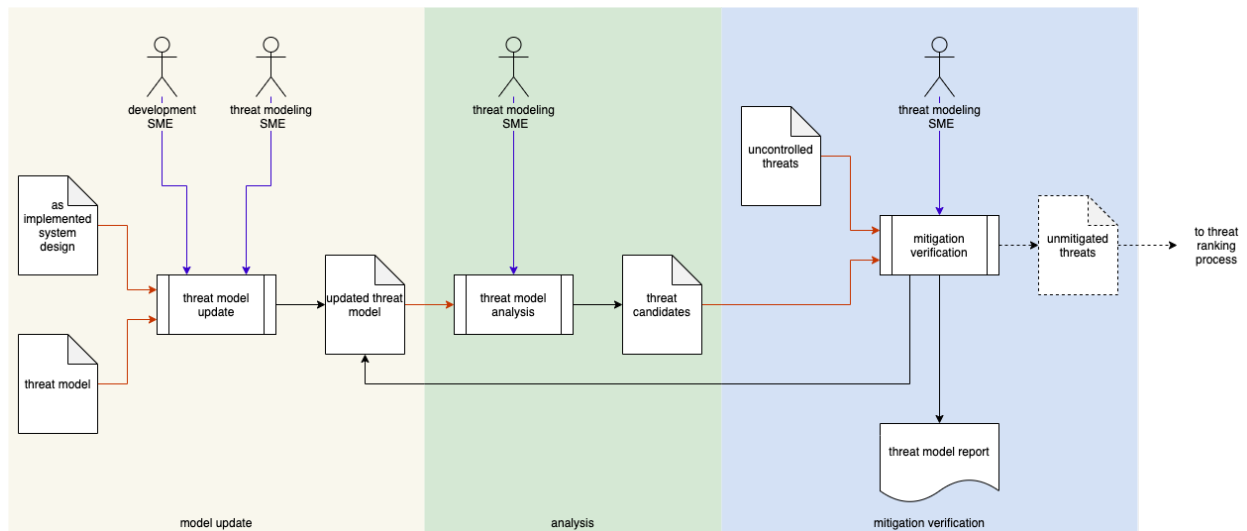 development
SME
threat modeling
SME
as
implemented
system
design
threat model
threat model
update
updated threat
model
model update
threat modeling
SME
threat model
analysis
threat
candidates
analysis
uncontrolled
threats
threat modeling
SME
mitigation
verification
unmitigated
threats
to threat
ranking
process
threat model report
mitigation verification